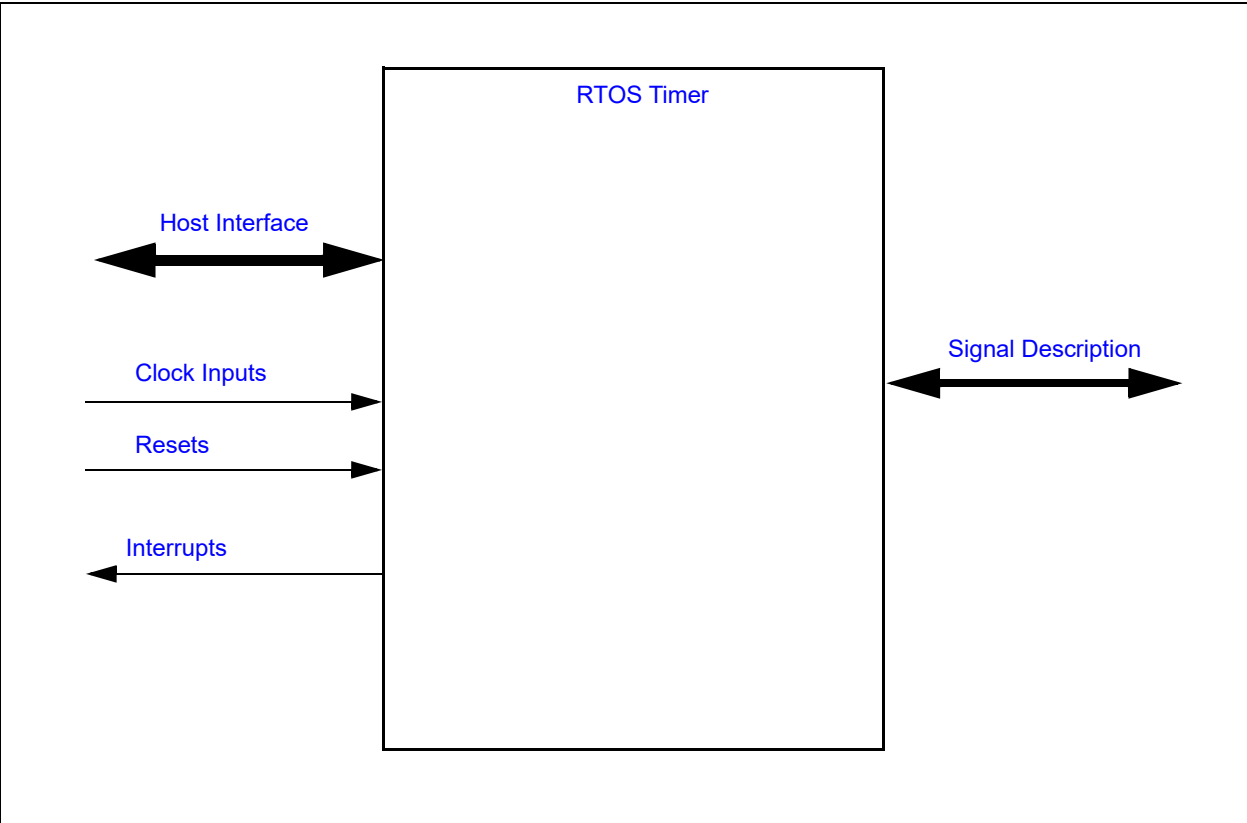 RTOS Timer
Host Interface
Signal Description
Clock Inputs
Resets
Interrupts